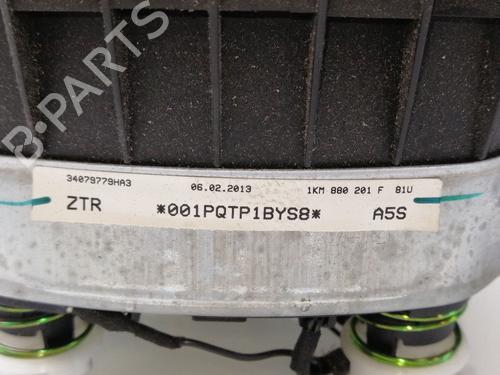 B-PARTS
34079779HA3 06.02.2013 1KM 880 201 F 81U
ZTR *001PQTP1BYS8* A5S